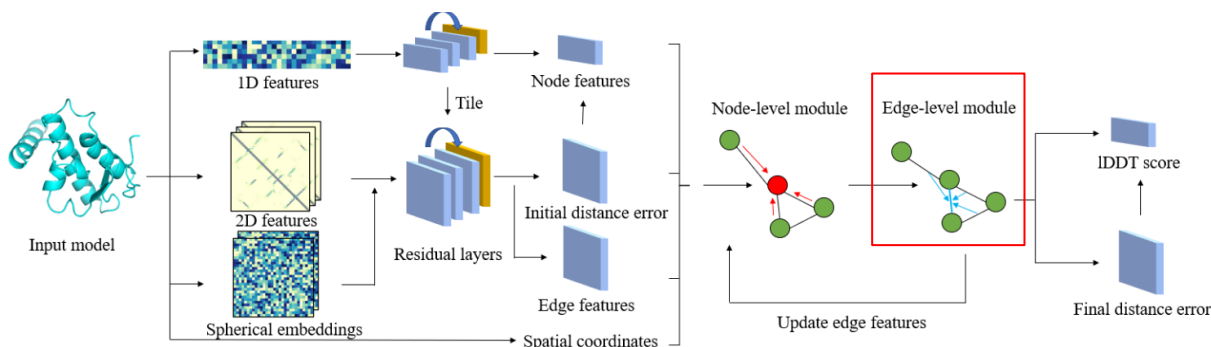 Input model
1D features
2D features
Spherical embeddings
Tile
Residual layers
Node features
Initial distance error
Edge features
Spatial coordinates
Node-level module
Edge-level module
Update edge features
lDDT score
Final distance error